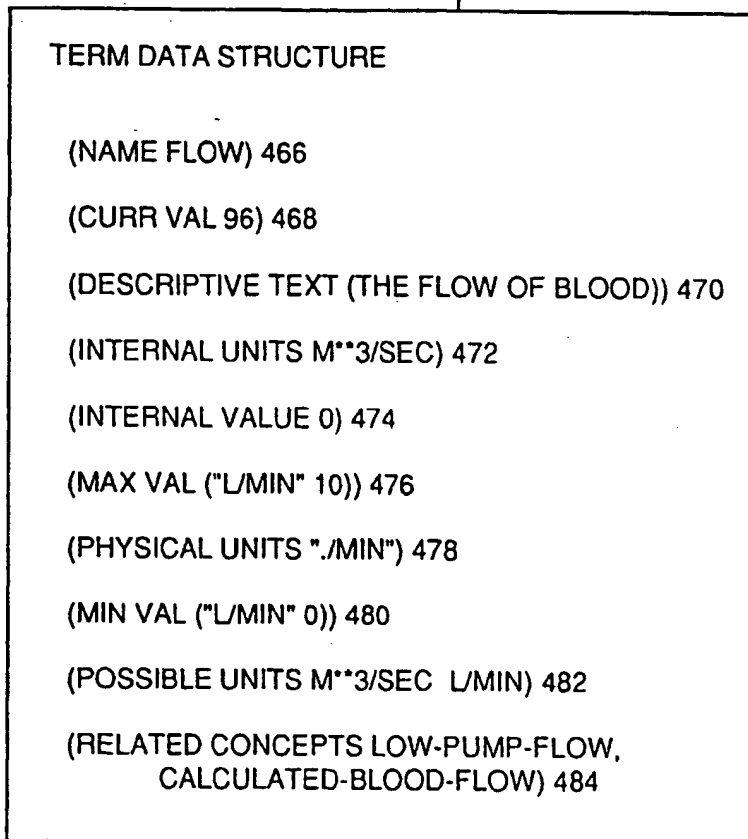 TERM DATA STRUCTURE
(NAME FLOW) 466
(CURR VAL 96) 468
(DESCRIPTIVE TEXT (THE FLOW OF BLOOD)) 470
(INTERNAL UNITS M**3/SEC) 472
(INTERNAL VALUE 0) 474
(MAX VAL ("L/MIN" 10)) 476
(PHYSICAL UNITS "./MIN") 478
(MIN VAL ("L/MIN" 0)) 480
(POSSIBLE UNITS M**3/SEC L/MIN) 482
(RELATED CONCEPTS LOW-PUMP-FLOW,
CALCULATED-BLOOD-FLOW) 484